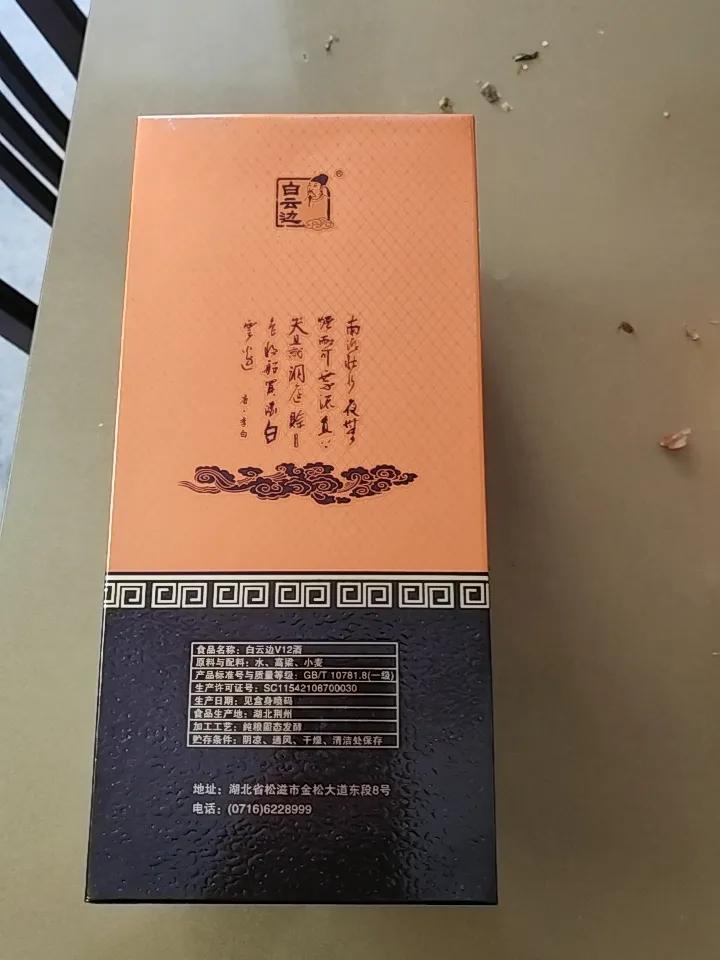 白云边
®
南湖秋水夜無
煙耐可乘流直上
天且就洞庭賒月
色將船買酒白
雲邊
唐·李白
食品名称：白云边V12酒
原料与配料：水、高粱、小麦
产品标准号与质量等级：GB/T 10781.8(一级)
生产许可证号：SC11542108700030
生产日期：见盒身喷码
食品生产地：湖北荆州
加工工艺：纯粮固态发酵
贮存条件：阴凉、通风、干燥、清洁处保存
地址：湖北省松滋市金松大道东段8号
电话：(0716)6228999